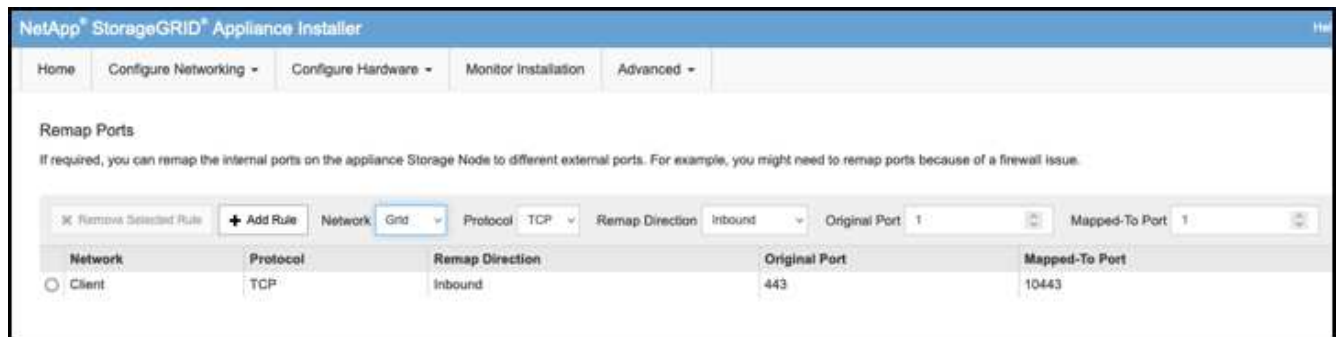 NetApp® StorageGRID® Appliance Installer
Home Configure Networking Configure Hardware Monitor Installation Advanced
Remap Ports
If required, you can remap the internal ports on the appliance Storage Node to different external ports. For example, you might need to remap ports because of a firewall issue.
Remove Selected Rule Add Rule Network Grid Protocol TCP Remap Direction Inbound Original Port 1 Mapped-To Port 1
Network Protocol Remap Direction Original Port Mapped-To Port
Client TCP Inbound 443 10443